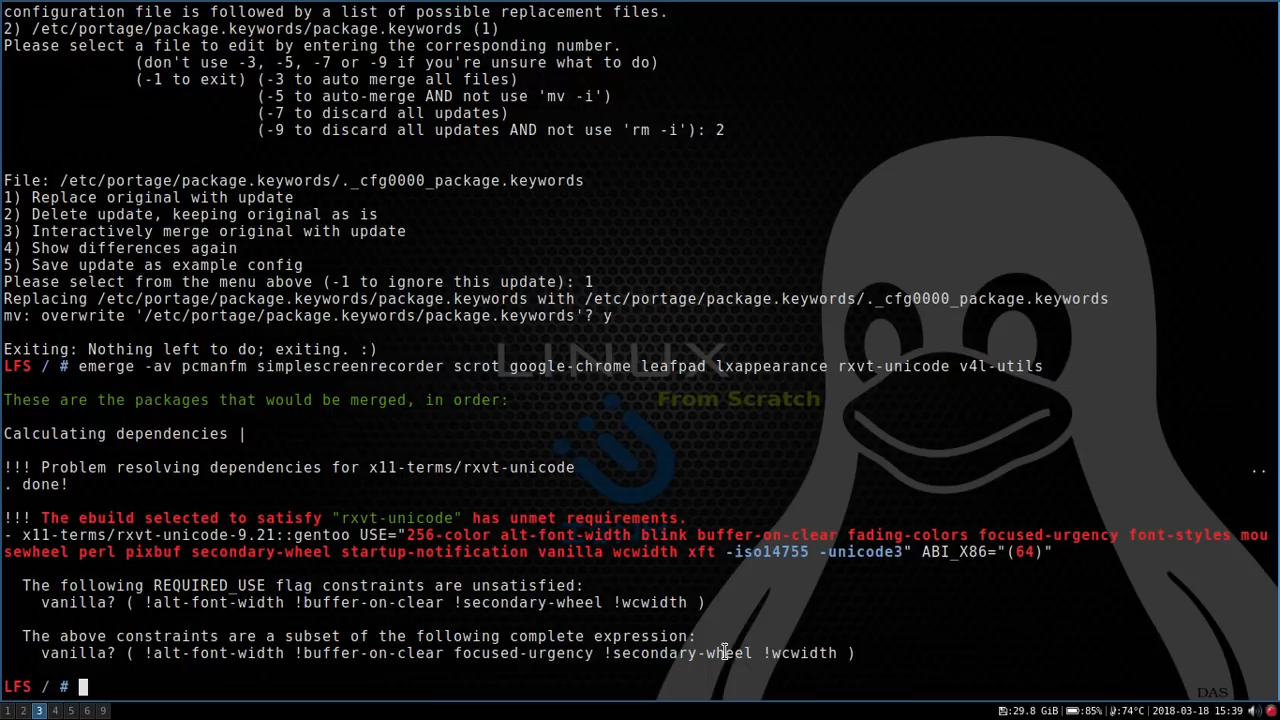 configuration file is followed by a list of possible replacement files.
2) /etc/portage/package.keywords/package.keywords (1)
Please select a file to edit by entering the corresponding number.
(don't use -3, -5, -7 or -9 if you're unsure what to do)
(-1 to exit) (-3 to auto merge all files)
(-5 to auto-merge AND not use 'mv -i')
(-7 to discard all updates)
(-9 to discard all updates AND not use 'rm -i'): 2
File: /etc/portage/package.keywords/._cfg0000_package.keywords
1) Replace original with update
2) Delete update, keeping original as is
3) Interactively merge original with update
4) Show differences again
5) Save update as example config
Please select from the menu above (-1 to ignore this update): 1
Replacing /etc/portage/package.keywords/package.keywords with /etc/portage/package.keywords/._cfg0000_package.keywords
mv: overwrite '/etc/portage/package.keywords/package.keywords'? y
Exiting: Nothing left to do; exiting. :)
LINUX
LFS / # emerge -av pcmanfm simplescreenrecorder scrot google-chrome leafpad lxappearance rxvt-unicode v4l-utils
These are the packages that would be merged, in order:
From Scratch
Calculating dependencies |
!!! Problem resolving dependencies for x11-terms/rxvt-unicode
..
. done!
!!! The ebuild selected to satisfy "rxvt-unicode" has unmet requirements.
- x11-terms/rxvt-unicode-9.21::gentoo USE="256-color alt-font-width blink buffer-on-clear fading-colors focused-urgency font-styles mou
sewheel perl pixbuf secondary-wheel startup-notification vanilla wcwidth xft -iso14755 -unicode3" ABI_X86="(64)"
The following REQUIRED_USE flag constraints are unsatisfied:
vanilla? ( !alt-font-width !buffer-on-clear !secondary-wheel !wcwidth )
The above constraints are a subset of the following complete expression:
vanilla? ( !alt-font-width !buffer-on-clear focused-urgency !secondary-wheel !wcwidth )
LFS / #
DAS
1 2 3 4 5 6 9
:29.8 GiB :85% :74°C 2018-03-18 15:39